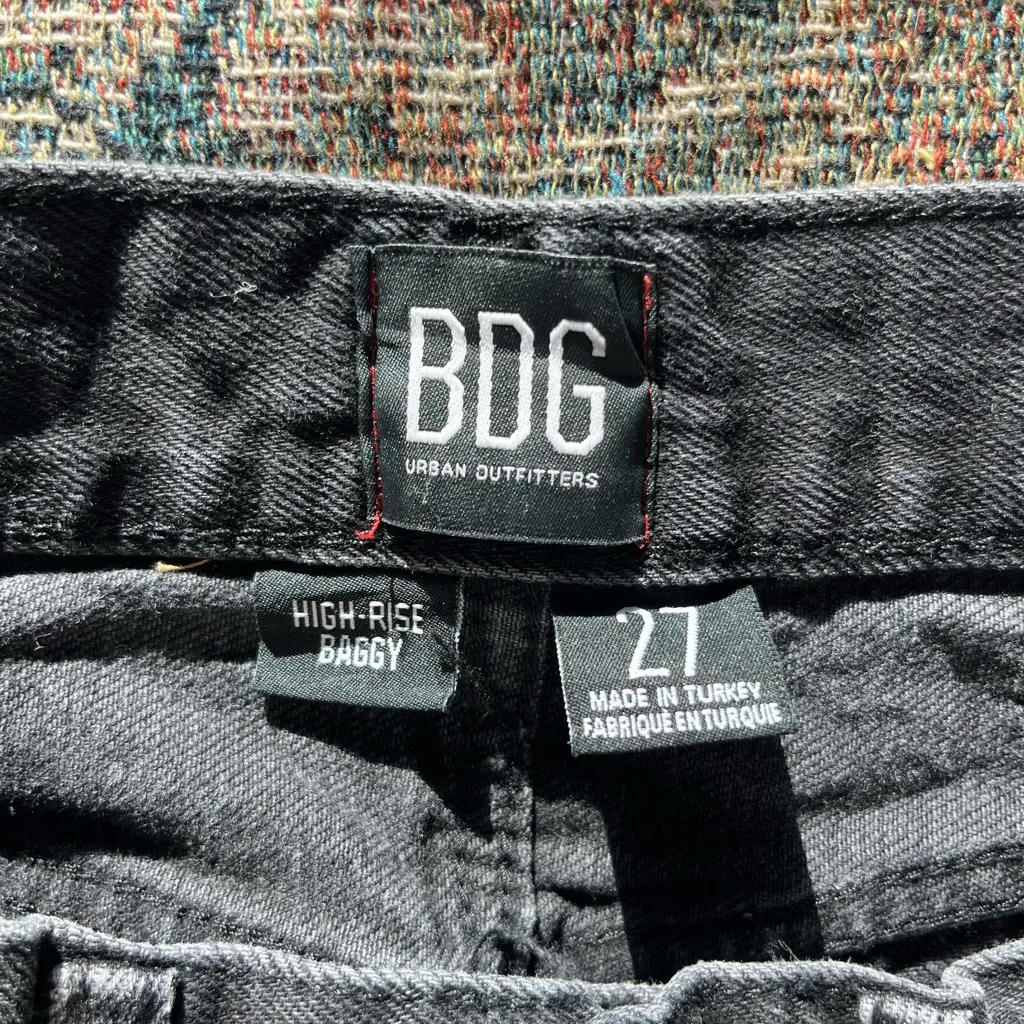 BDG
URBAN OUTFITTERS
HIGH-RISE
BAGGY
27
MADE IN TURKEY
FABRIQUE EN TURQUIE